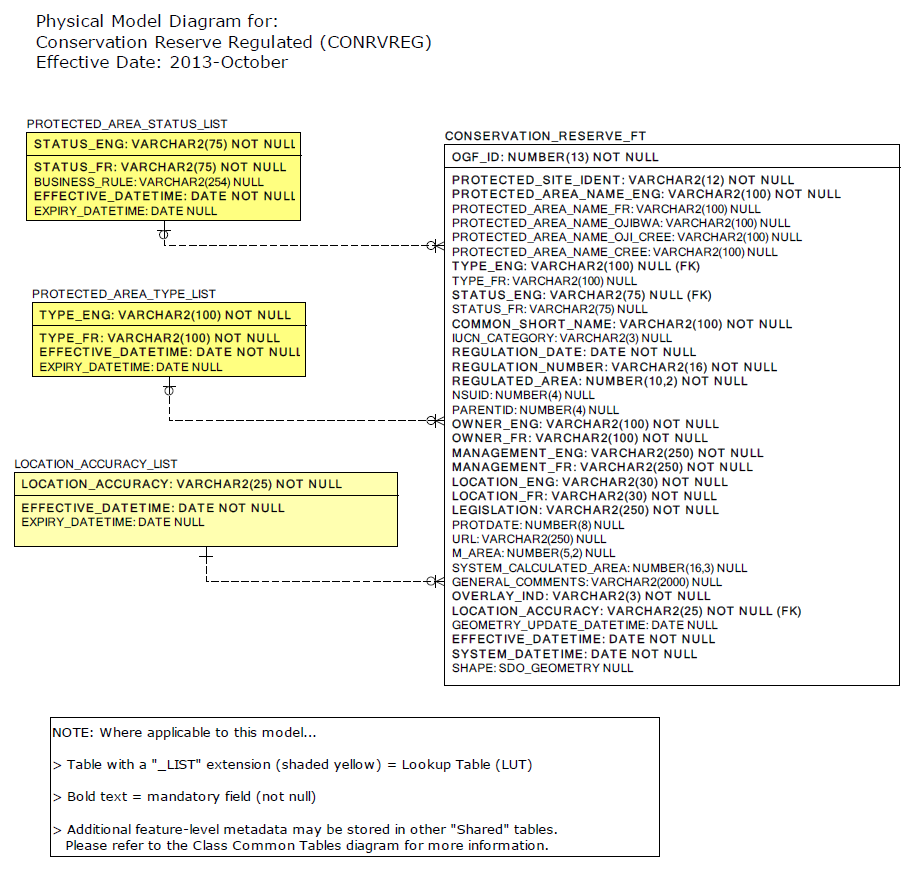 Physical Model Diagram for:
Conservation Reserve Regulated (CONRVREG)
Effective Date: 2013-October
PROTECTED_AREA_STATUS_LIST
STATUS_ENG: VARCHAR2(75) NOT NULL
STATUS_FR: VARCHAR2(75) NOT NULL
BUSINESS_RULE: VARCHAR2(254) NULL
EFFECTIVE_DATETIME: DATE NOT NULL
EXPIRY_DATETIME: DATE NULL
PROTECTED_AREA_TYPE_LIST
TYPE_ENG: VARCHAR2(100) NOT NULL
TYPE_FR: VARCHAR2(100) NOT NULL
EFFECTIVE_DATETIME: DATE NOT NULL
EXPIRY_DATETIME: DATE NULL
LOCATION_ACCURACY_LIST
LOCATION_ACCURACY: VARCHAR2(25) NOT NULL
EFFECTIVE_DATETIME: DATE NOT NULL
EXPIRY_DATETIME: DATE NULL
CONSERVATION_RESERVE_FT
OGF_ID: NUMBER(13) NOT NULL
PROTECTED_SITE_IDENT: VARCHAR2(12) NOT NULL
PROTECTED_AREA_NAME_ENG: VARCHAR2(100) NOT NULL
PROTECTED_AREA_NAME_FR: VARCHAR2(100) NULL
PROTECTED_AREA_NAME_OJIBWA: VARCHAR2(100) NULL
PROTECTED_AREA_NAME_OJI_CREE: VARCHAR2(100) NULL
PROTECTED_AREA_NAME_CREE: VARCHAR2(100) NULL
TYPE_ENG: VARCHAR2(100) NULL (FK)
TYPE_FR: VARCHAR2(100) NULL
STATUS_ENG: VARCHAR2(75) NULL (FK)
STATUS_FR: VARCHAR2(75) NULL
COMMON_SHORT_NAME: VARCHAR2(100) NOT NULL
IUCN_CATEGORY: VARCHAR2(3) NULL
REGULATION_DATE: DATE NOT NULL
REGULATION_NUMBER: VARCHAR2(16) NOT NULL
REGULATED_AREA: NUMBER(10,2) NOT NULL
NSUID: NUMBER(4) NULL
PARENTID: NUMBER(4) NULL
OWNER_ENG: VARCHAR2(100) NOT NULL
OWNER_FR: VARCHAR2(100) NOT NULL
MANAGEMENT_ENG: VARCHAR2(250) NOT NULL
MANAGEMENT_FR: VARCHAR2(250) NOT NULL
LOCATION_ENG: VARCHAR2(30) NOT NULL
LOCATION_FR: VARCHAR2(30) NOT NULL
LEGISLATION: VARCHAR2(250) NOT NULL
PROTDATE: NUMBER(8) NULL
URL: VARCHAR2(250) NULL
M_AREA: NUMBER(5,2) NULL
SYSTEM_CALCULATED_AREA: NUMBER(16,3) NULL
GENERAL_COMMENTS: VARCHAR2(2000) NULL
OVERLAY_IND: VARCHAR2(3) NOT NULL
LOCATION_ACCURACY: VARCHAR2(25) NOT NULL (FK)
GEOMETRY_UPDATE_DATETIME: DATE NULL
EFFECTIVE_DATETIME: DATE NOT NULL
SYSTEM_DATETIME: DATE NOT NULL
SHAPE: SDO_GEOMETRY NULL
NOTE: Where applicable to this model...
> Table with a "_LIST" extension (shaded yellow) = Lookup Table (LUT)
> Bold text = mandatory field (not null)
> Additional feature-level metadata may be stored in other "Shared" tables.
Please refer to the Class Common Tables diagram for more information.